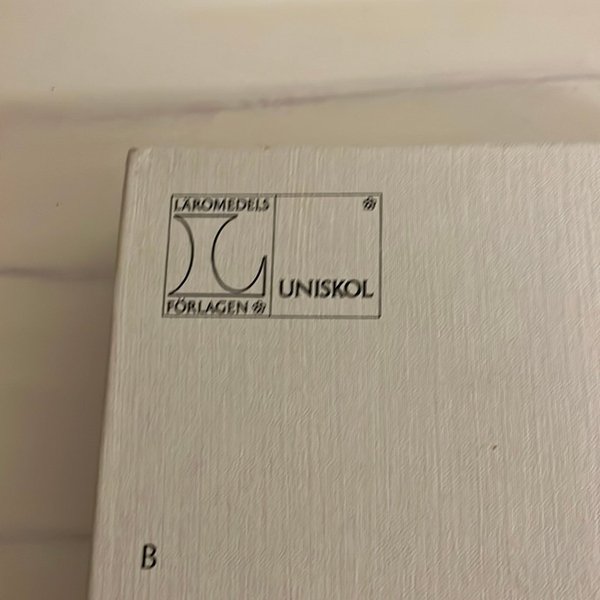 LÄROMEDELS
L
FÖRLAGEN
UNISKOL
B